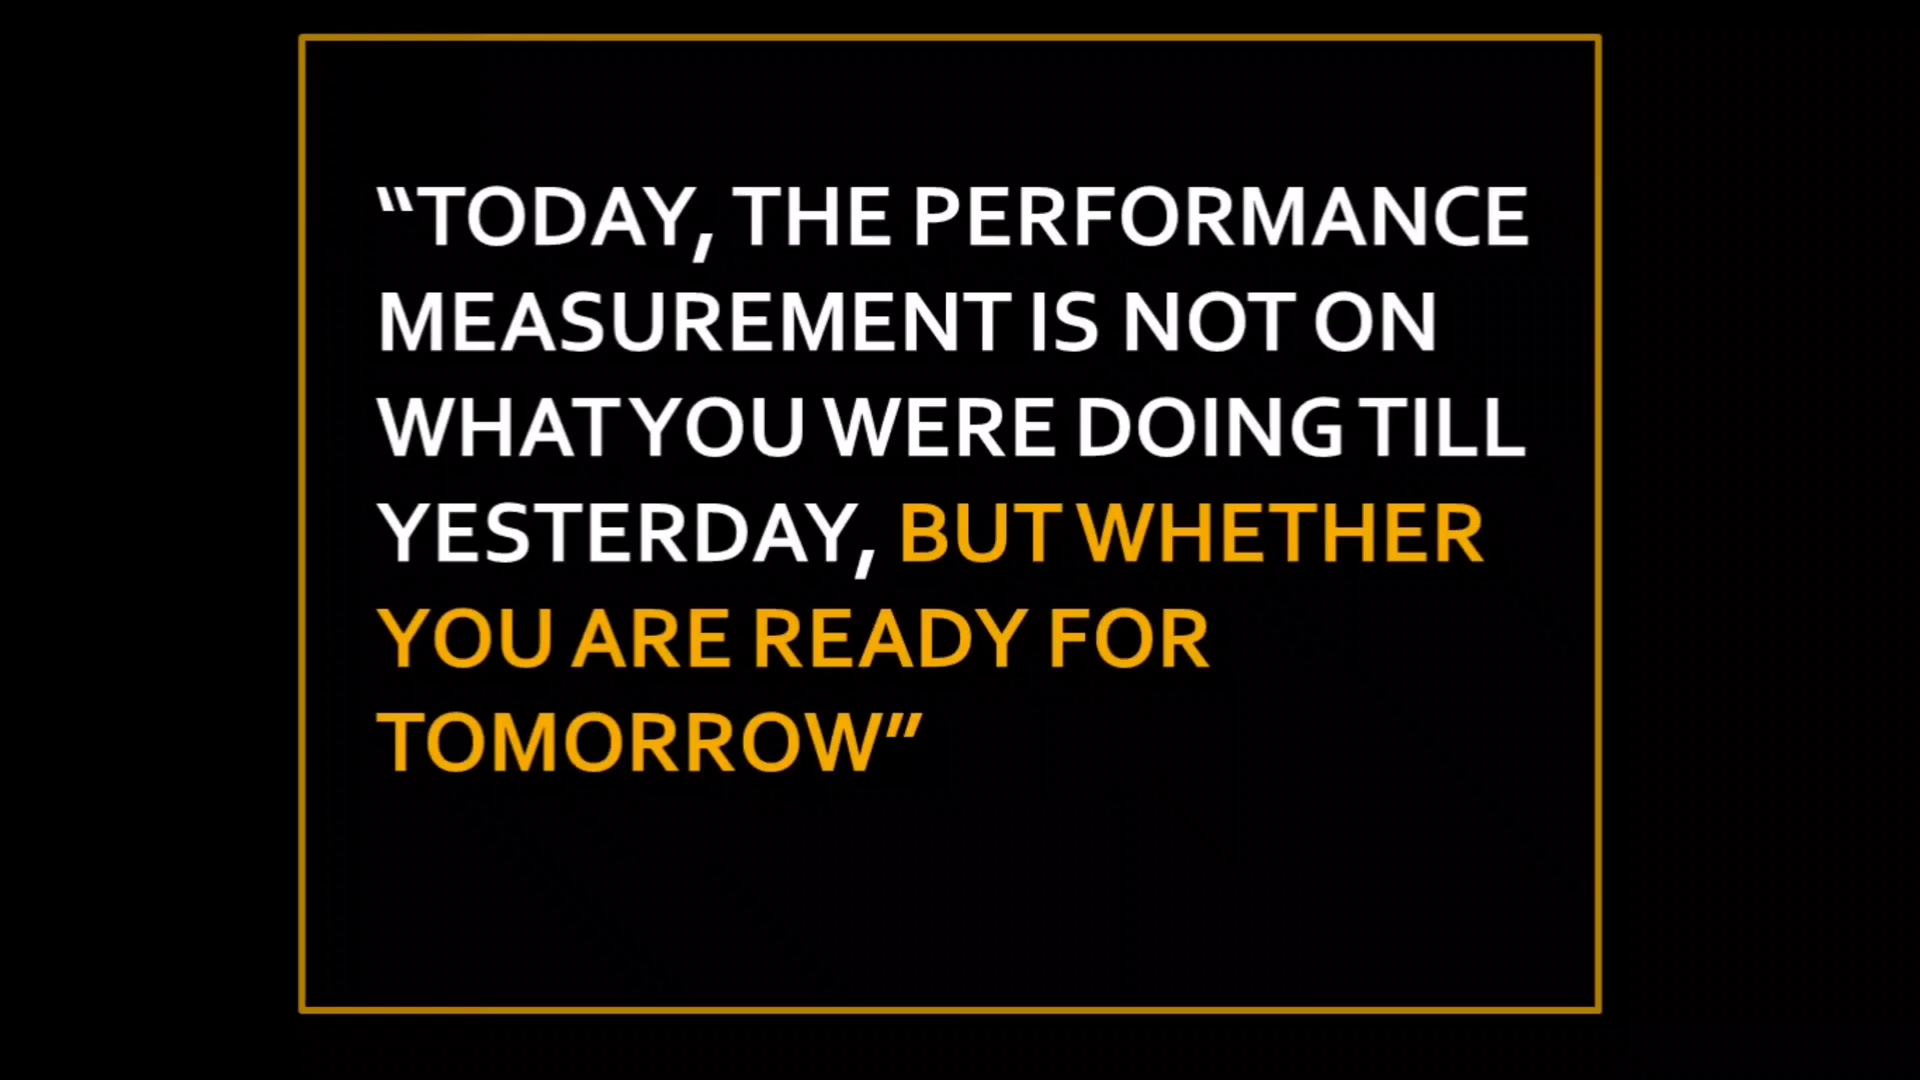 “TODAY, THE PERFORMANCE
MEASUREMENT IS NOT ON
WHAT YOU WERE DOING TILL
YESTERDAY, BUT WHETHER
YOU ARE READY FOR
TOMORROW”